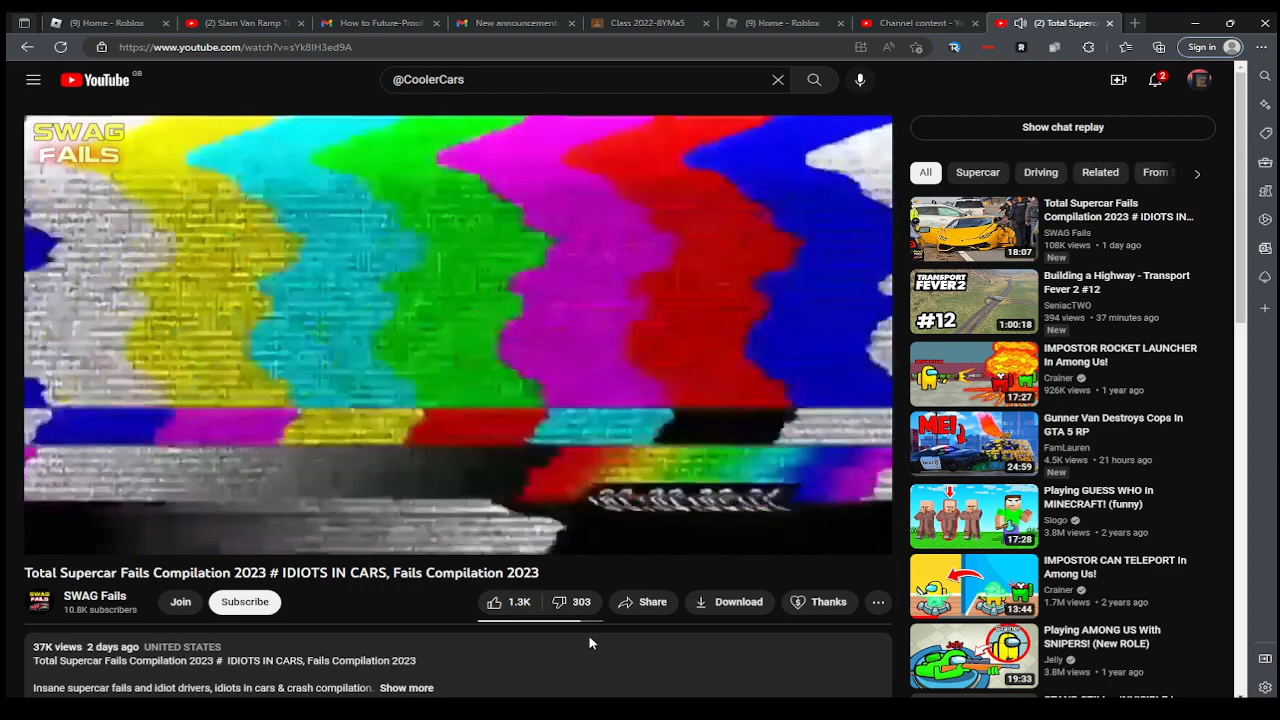 (9) Home - Roblox
(2) Slam Van Ramp T
How to Future-Proof
New announcement:
Class 2022-8YMa5
(9) Home - Roblox
Channel content - Y
(2) Total Superc
https://www.youtube.com/watch?v=sYk8IH3ed9A
Sign in
YouTube GB
@CoolerCars
2
SWAG
FAILS
Show chat replay
All
Supercar
Driving
Related
From S
Total Supercar Fails
Compilation 2023 # IDIOTS IN...
SWAG Fails
108K views • 1 day ago
New
18:07
TRANSPORT
FEVER 2
#12
1:00:18
Building a Highway - Transport
Fever 2 #12
SeniacTWO
394 views • 37 minutes ago
New
IMPOSTOR ROCKET LAUNCHER
In Among Us!
Crainer
926K views • 1 year ago
17:27
ME!
24:59
Gunner Van Destroys Cops In
GTA 5 RP
FamLauren
4.5K views • 21 hours ago
New
Playing GUESS WHO In
MINECRAFT! (funny)
Slogo
3.8M views • 2 years ago
17:28
IMPOSTOR CAN TELEPORT In
Among Us!
Crainer
1.7M views • 2 years ago
13:44
Playing AMONG US With
SNIPERS! (New ROLE)
Jelly
3.8M views • 1 year ago
Crainer
Jelly
19:33
Total Supercar Fails Compilation 2023 # IDIOTS IN CARS, Fails Compilation 2023
SWAG
FAILS
SWAG Fails
10.8K subscribers
Join
Subscribe
1.3K
303
Share
Download
Thanks
37K views 2 days ago UNITED STATES
Total Supercar Fails Compilation 2023 # IDIOTS IN CARS, Fails Compilation 2023
Insane supercar fails and idiot drivers, idiots in cars & crash compilation. Show more